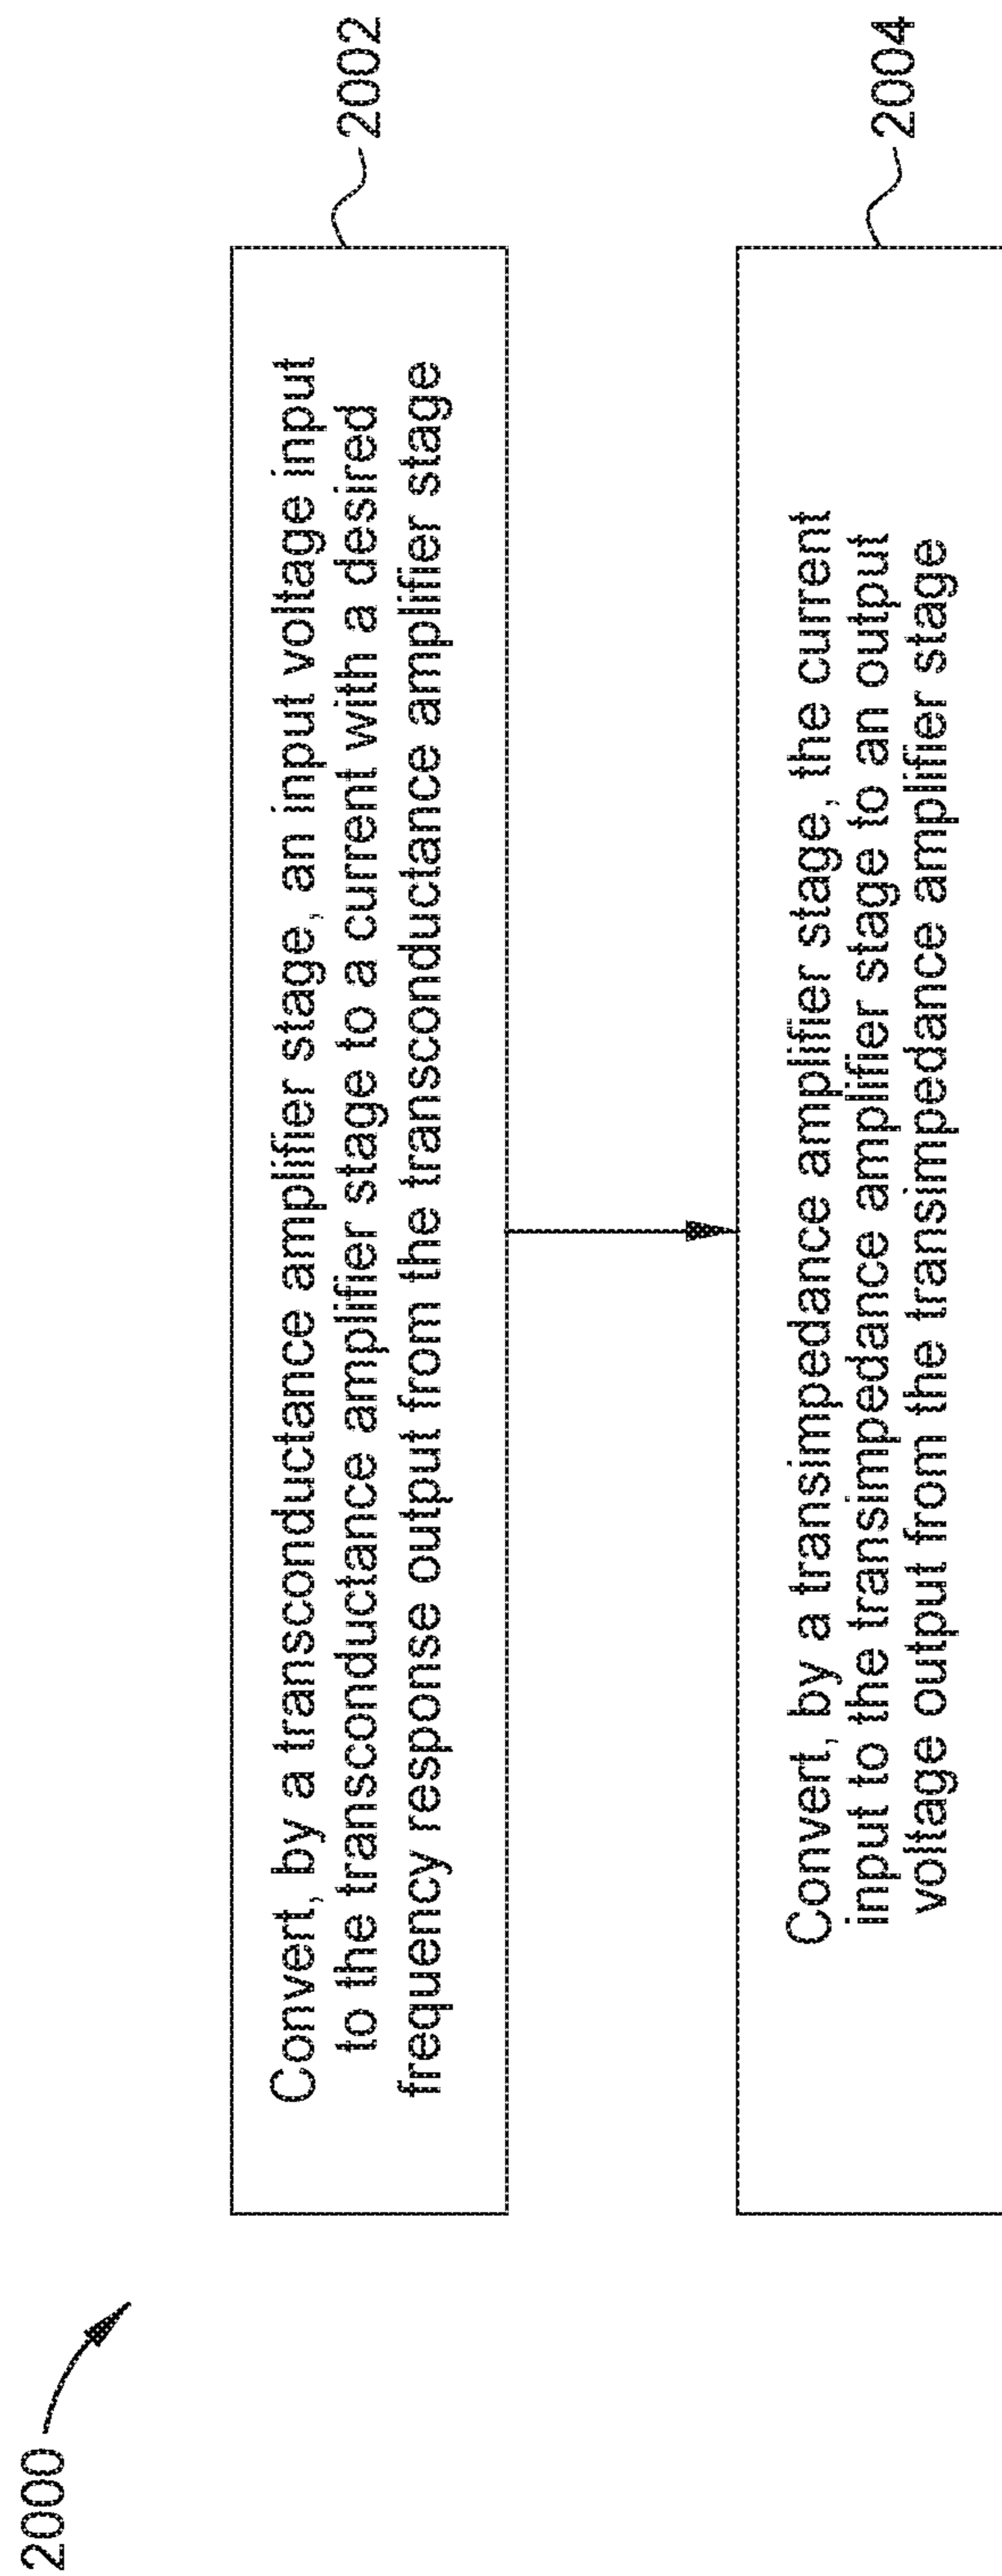 2000
Convert, by a transconductance amplifier stage, an input voltage input
to the transconductance amplifier stage to a current with a desired
frequency response output from the transconductance amplifier stage
2002
Convert, by a transimpedance amplifier stage, the current
input to the transimpedance amplifier stage to an output
voltage output from the transimpedance amplifier stage
2004